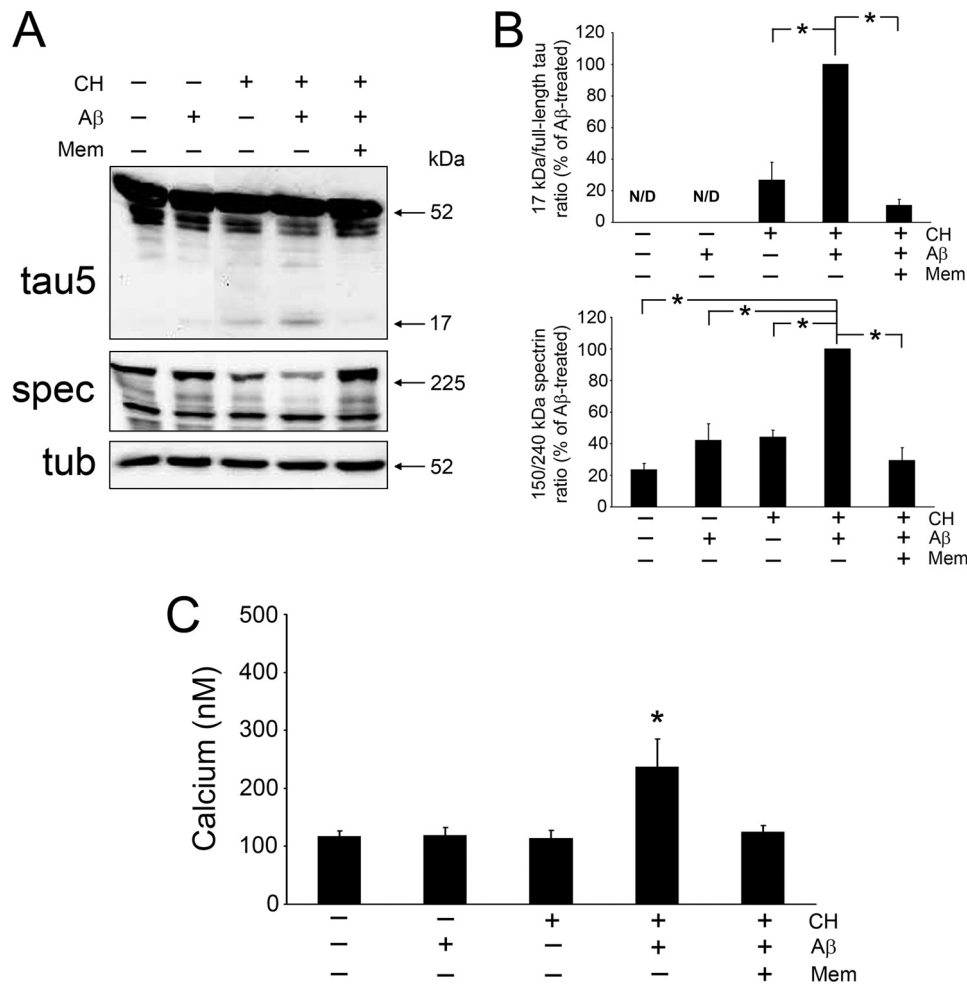 A
CH − − + + +
Aβ − + − + +
Mem − − − − +
kDa
tau5
52
17
spec
225
tub
52
B
17 kDa/full-length tau
ratio (% of Aβ-treated)
120
100
80
60
40
20
0
N/D N/D
* *
− − + + + CH
− + − + + Aβ
− − − − + Mem
150/240 kDa spectrin
ratio (% of Aβ-treated)
120
100
80
60
40
20
0
* * * *
− − + + + CH
− + − + + Aβ
− − − − + Mem
C
Calcium (nM)
500
400
300
200
100
0
*
− − + + + CH
− + − + + Aβ
− − − − + Mem